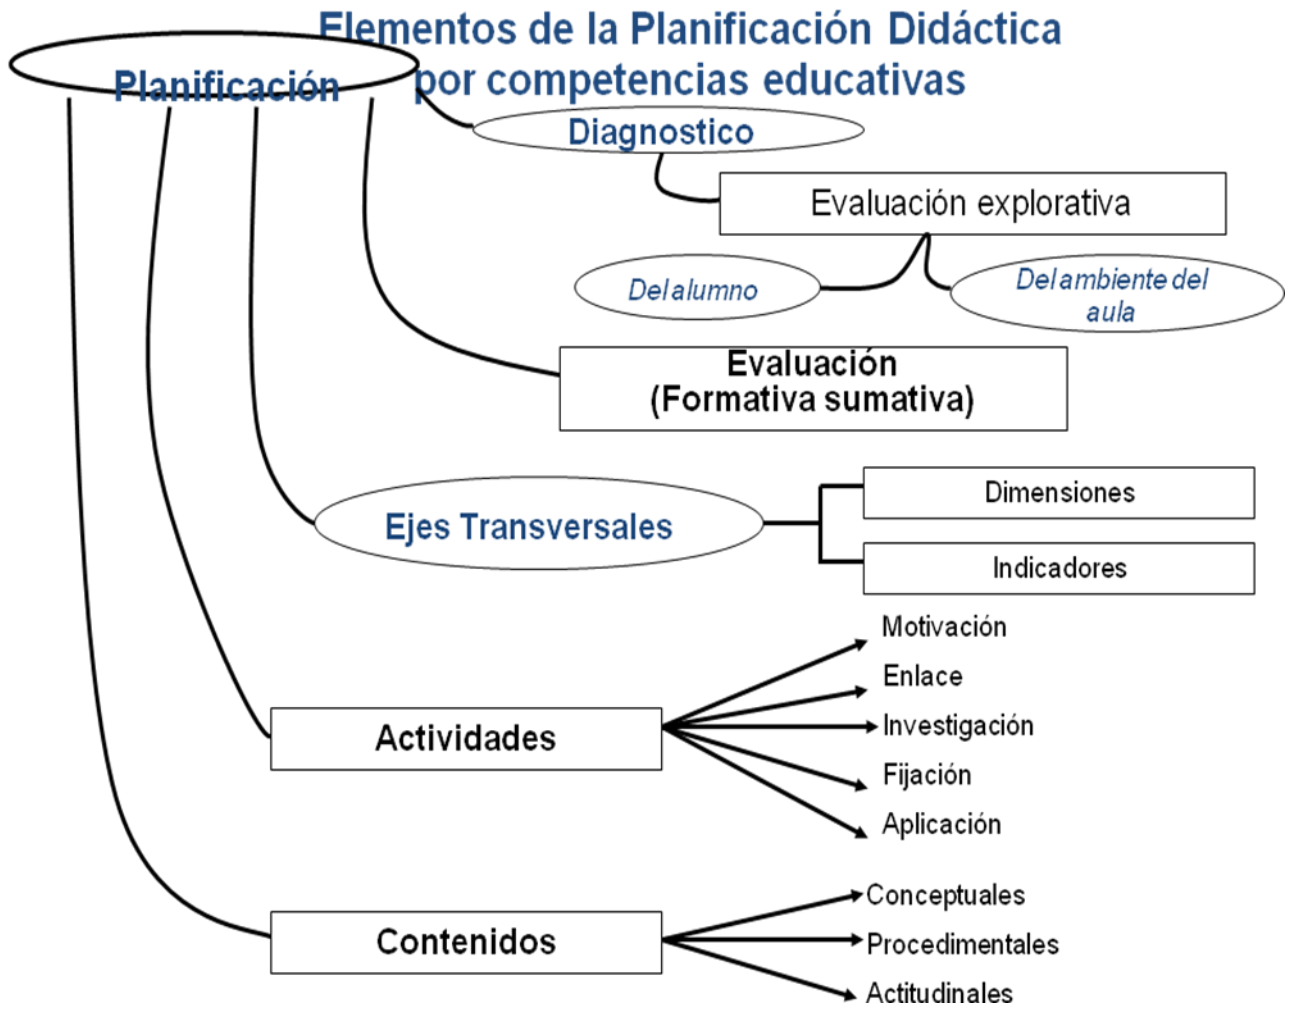 Elementos de la Planificación Didáctica
por competencias educativas
Planificación
Diagnostico
Evaluación explorativa
Del alumno
Del ambiente del
aula
Evaluación
(Formativa sumativa)
Ejes Transversales
Dimensiones
Indicadores
Actividades
Motivación
Enlace
Investigación
Fijación
Aplicación
Contenidos
Conceptuales
Procedimentales
Actitudinales